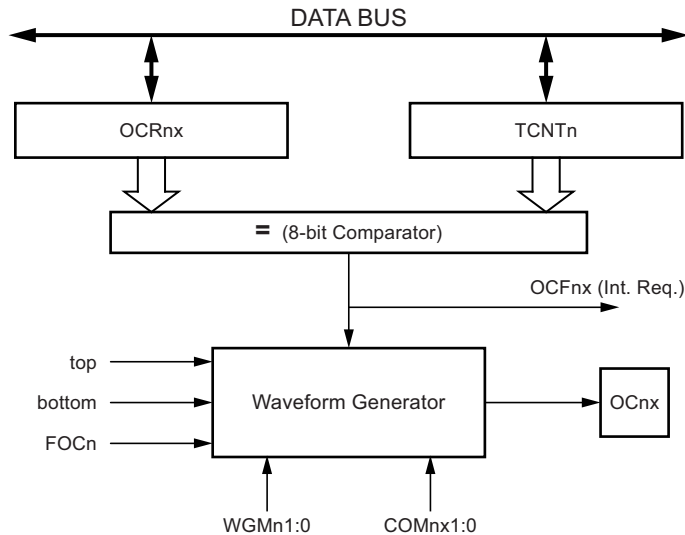 DATA BUS
OCRnx
TCNTn
= (8-bit Comparator)
OCFnx (Int. Req.)
top
bottom
FOCn
Waveform Generator
OCnx
WGMn1:0
COMnx1:0